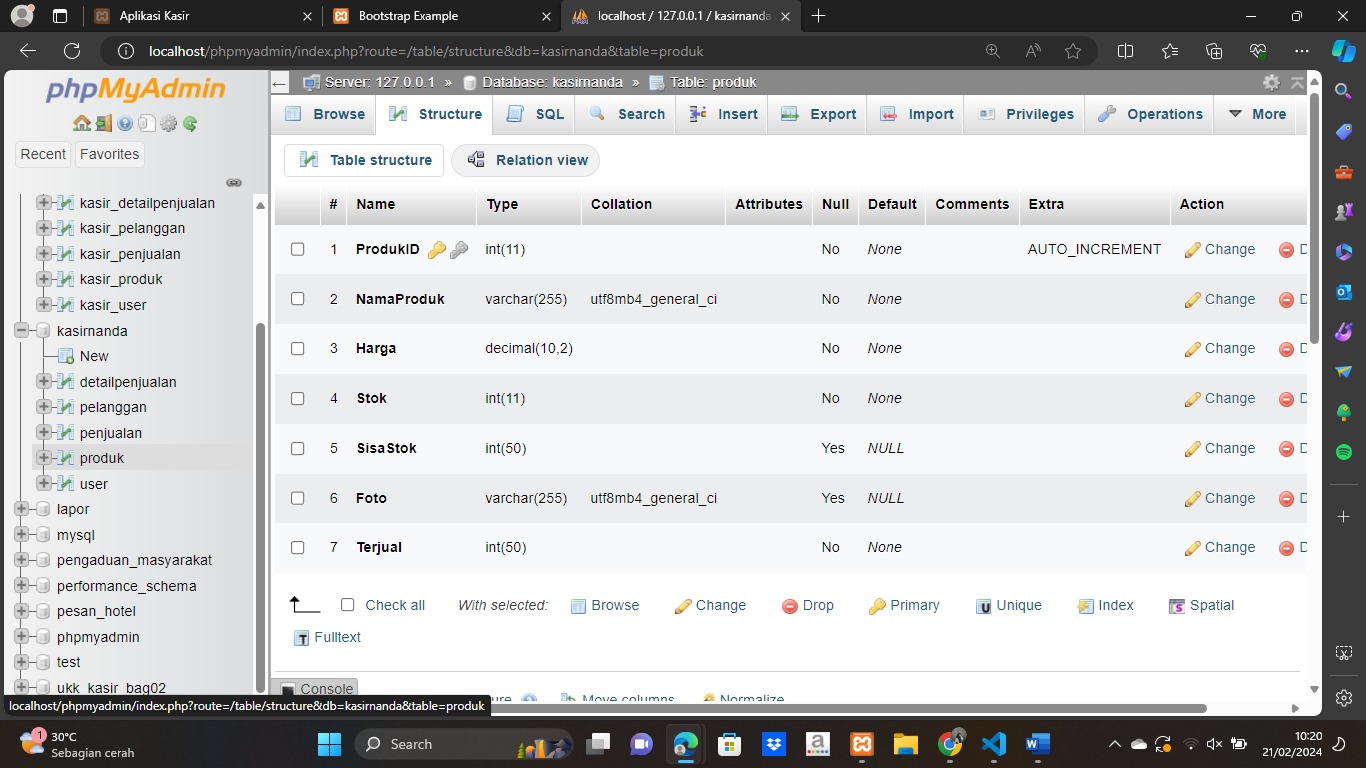 Aplikasi Kasir
Bootstrap Example
localhost / 127.0.0.1 / kasirnanda
localhost/phpmyadmin/index.php?route=/table/structure&db=kasirnanda&table=produk
phpMyAdmin
Recent Favorites
kasir_detailpenjualan
kasir_pelanggan
kasir_penjualan
kasir_produk
kasir_user
kasirnanda
New
detailpenjualan
pelanggan
penjualan
produk
user
lapor
mysql
pengaduan_masyarakat
performance_schema
pesan_hotel
phpmyadmin
test
ukk_kasir_bag02
Server: 127.0.0.1 » Database: kasirnanda » Table: produk
Browse Structure SQL Search Insert Export Import Privileges Operations More
Table structure Relation view
# Name Type Collation Attributes Null Default Comments Extra Action
1 ProdukID int(11) No None AUTO_INCREMENT Change D
2 NamaProduk varchar(255) utf8mb4_general_ci No None Change D
3 Harga decimal(10,2) No None Change D
4 Stok int(11) No None Change D
5 SisaStok int(50) Yes NULL Change D
6 Foto varchar(255) utf8mb4_general_ci Yes NULL Change D
7 Terjual int(50) No None Change D
Check all With selected: Browse Change Drop Primary Unique Index Spatial
Fulltext
Move columns Normalize
Console
localhost/phpmyadmin/index.php?route=/table/structure&db=kasirnanda&table=produk
1
30°C
Sebagian cerah
Search
10:20
21/02/2024